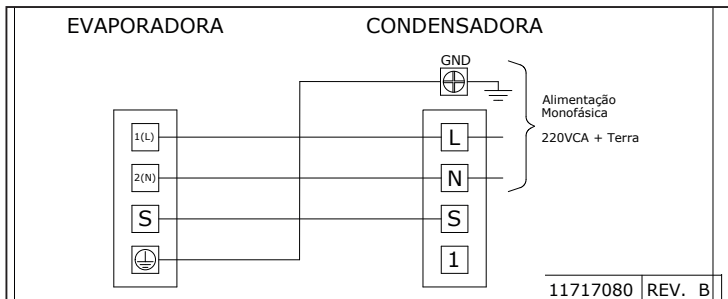 EVAPORADORA
CONDENSADORA
GND
Alimentação
Monofásica
220VCA + Terra
1(L)
L
2(N)
N
S
S
1
11717080 REV. B